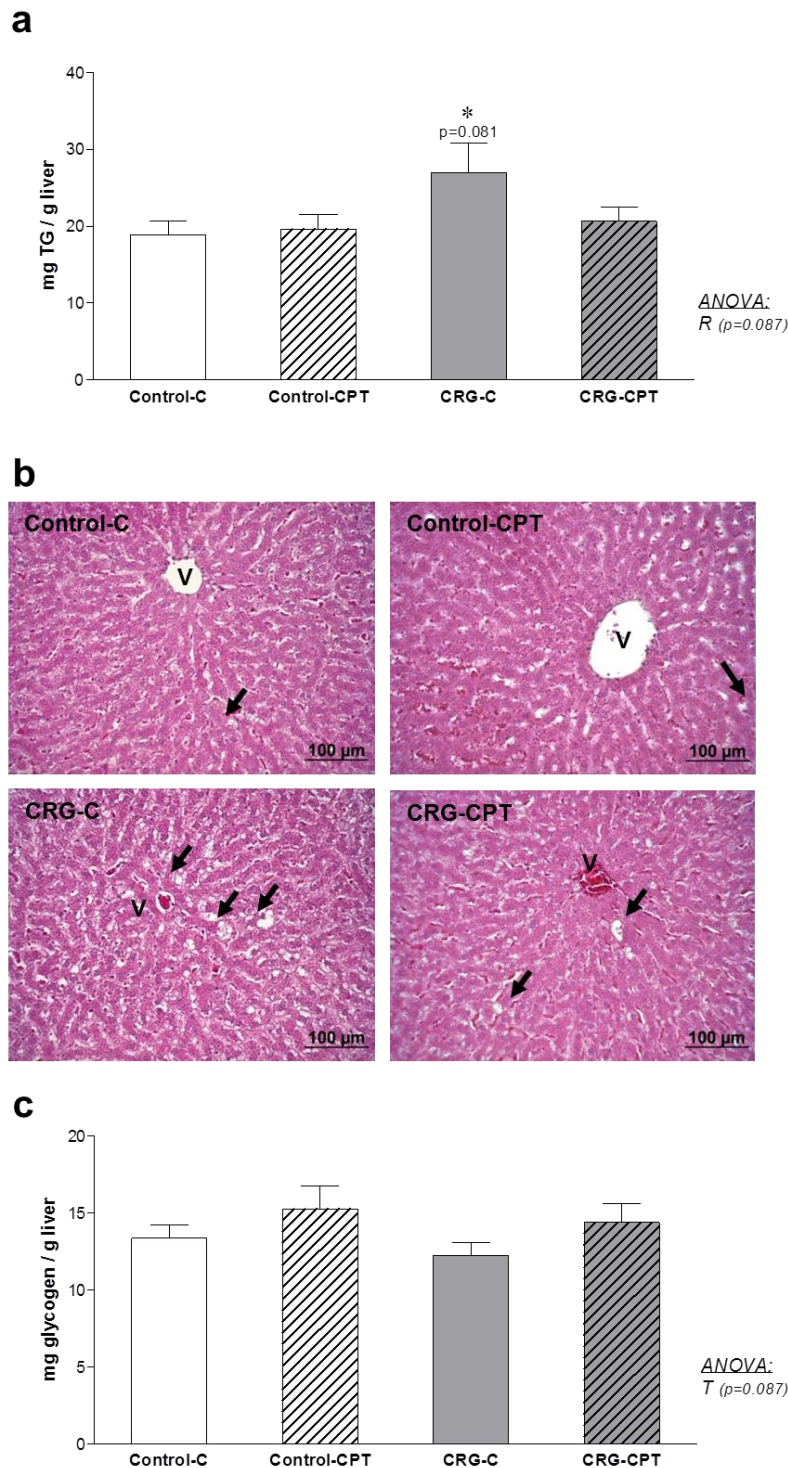 a
40
30
20
10
0
mg TG / g liver
*
p=0.081
ANOVA:
R (p=0.087)
Control-C
Control-CPT
CRG-C
CRG-CPT
b
Control-C
V
100 µm
Control-CPT
V
100 µm
CRG-C
V
100 µm
CRG-CPT
V
100 µm
c
20
15
10
5
0
mg glycogen / g liver
ANOVA:
T (p=0.087)
Control-C
Control-CPT
CRG-C
CRG-CPT